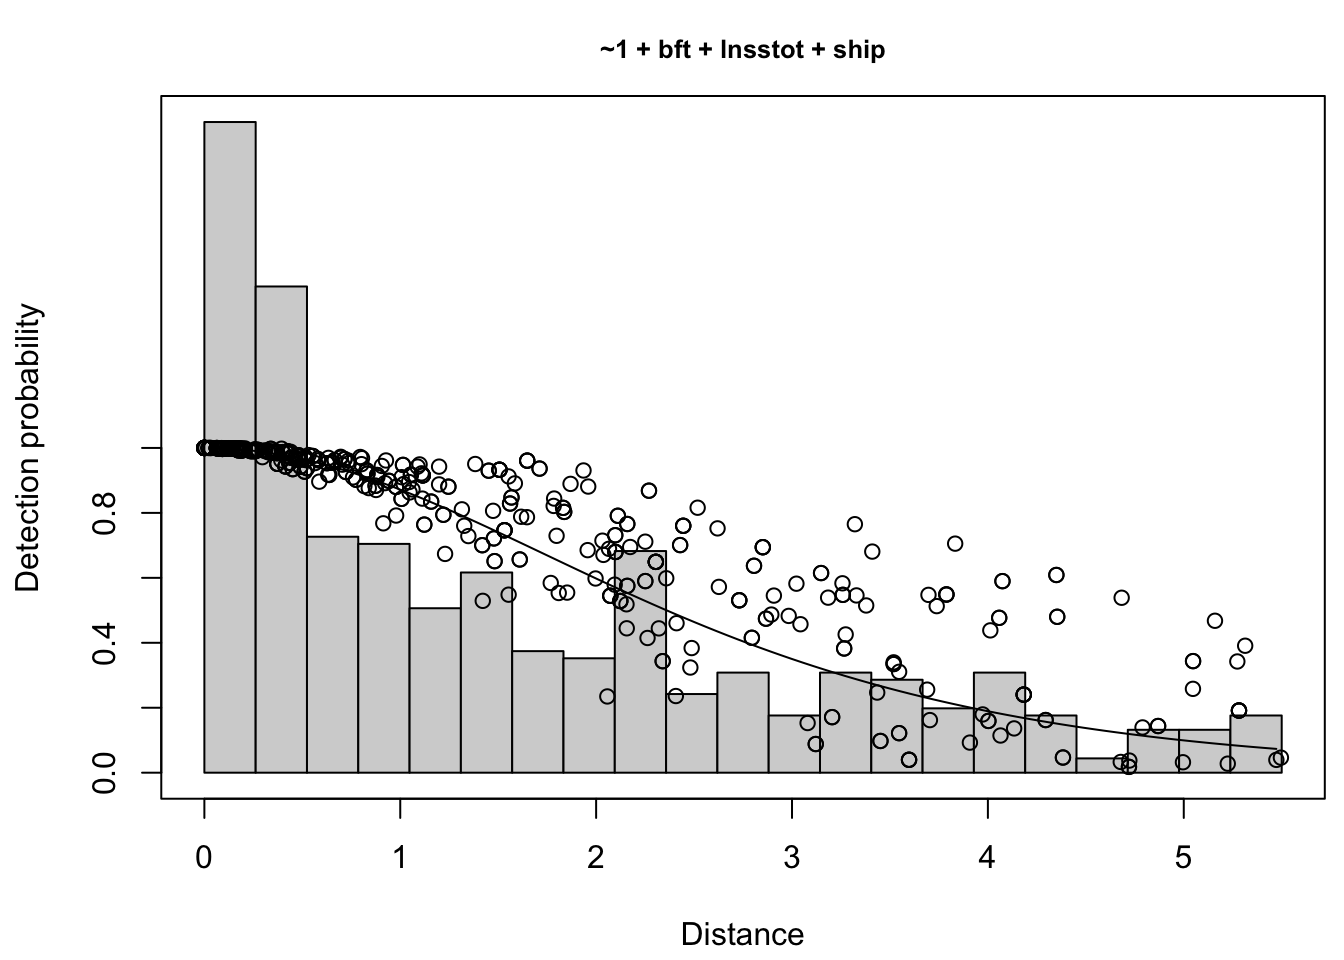 ~1 + bft + lnsstot + ship
Detection probability
0.8
0.4
0.0
0 1 2 3 4 5
Distance